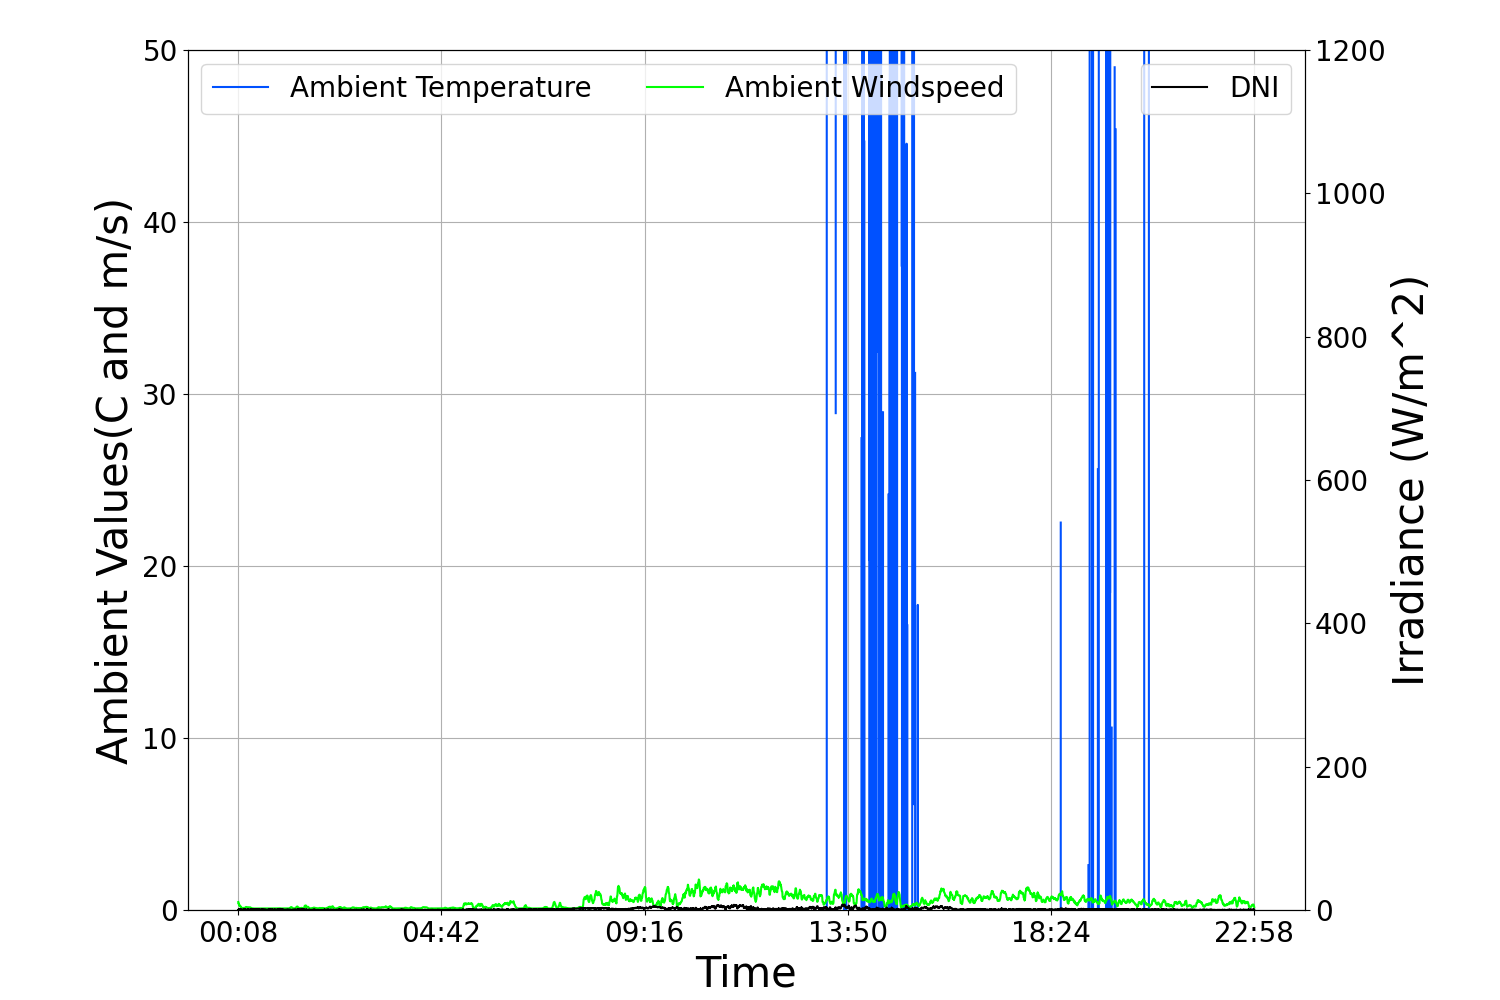 Ambient Temperature
Ambient Windspeed
DNI
Ambient Values(C and m/s)
50
40
30
20
10
0
1200
1000
800
600
400
200
0
Irradiance (W/m^2)
00:08 04:42 09:16 13:50 18:24 22:58
Time